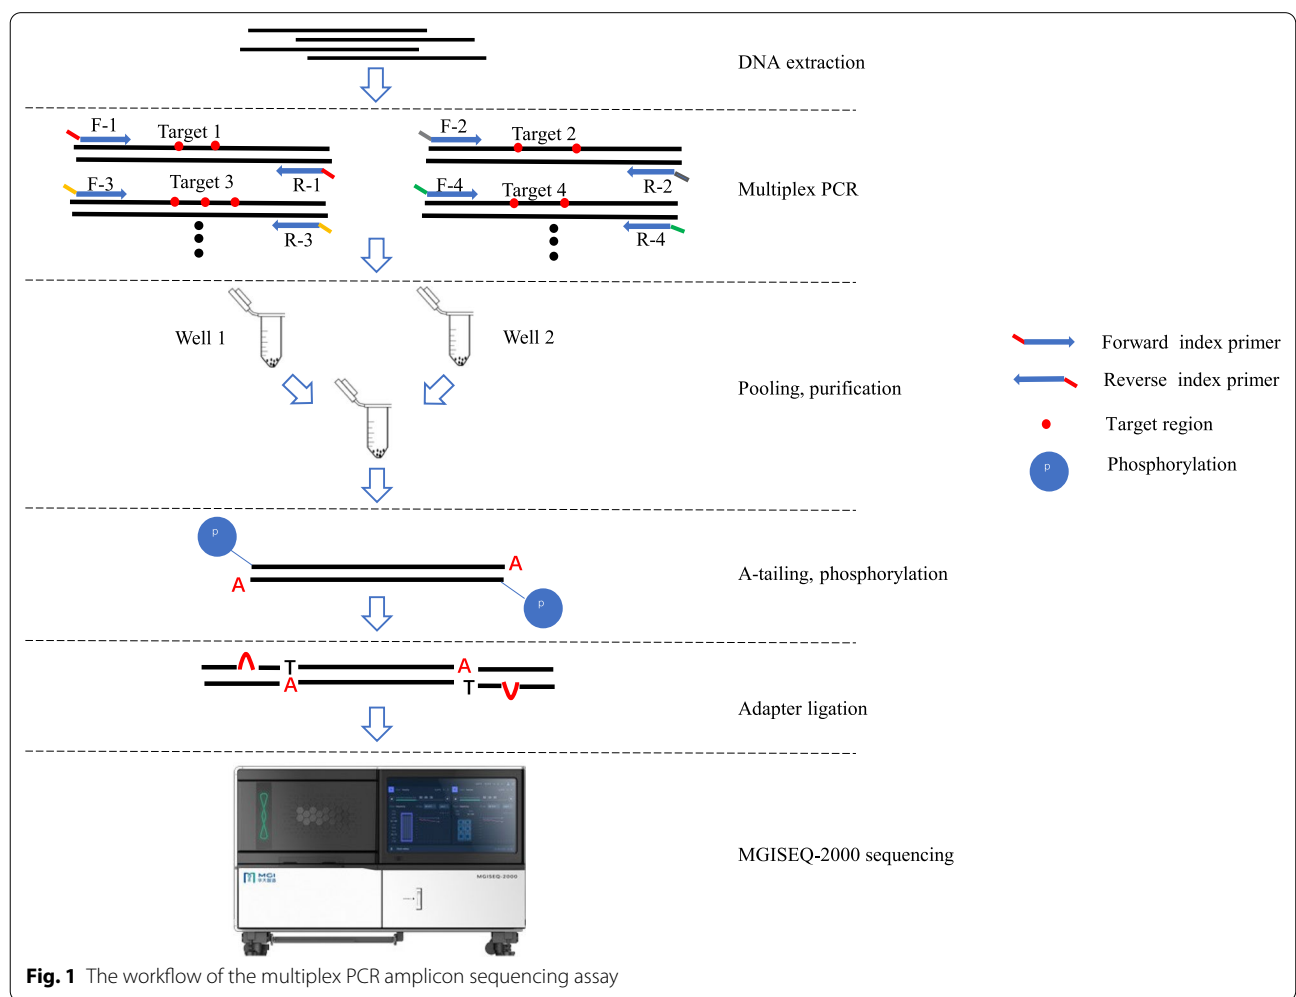 DNA extraction
F-1
Target 1
F-2
Target 2
R-1
R-2
F-3
Target 3
F-4
Target 4
Multiplex PCR
R-3
R-4
Well 1
Well 2
Forward index primer
Reverse index primer
Pooling, purification
Target region
P
Phosphorylation
P
A
A
A-tailing, phosphorylation
P
T
A
A
T
Adapter ligation
MGISEQ-2000 sequencing
MGI
MGISEQ-2000
Fig. 1 The workflow of the multiplex PCR amplicon sequencing assay